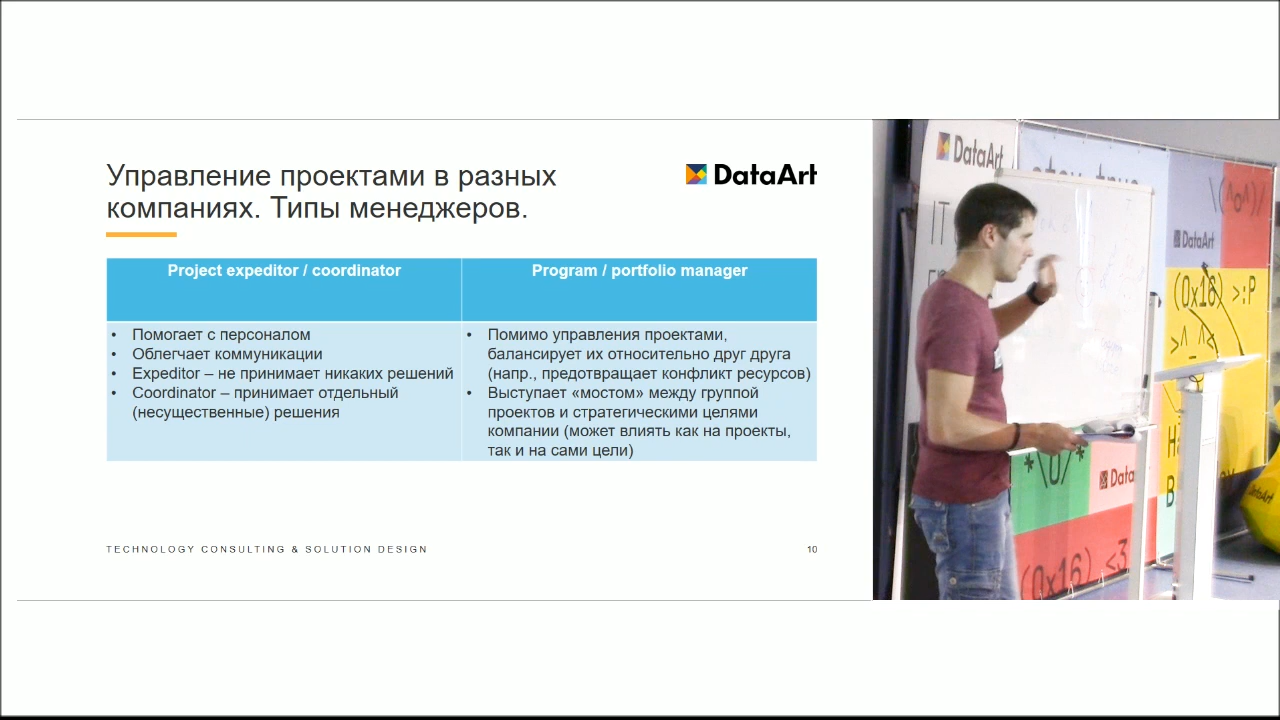 Управление проектами в разных
компаниях. Типы менеджеров.
DataArt
Project expeditor / coordinator
Program / portfolio manager
• Помогает с персоналом
• Облегчает коммуникации
• Expeditor – не принимает никаких решений
• Coordinator – принимает отдельный
(несущественные) решения
• Помимо управления проектами,
балансирует их относительно друг друга
(напр., предотвращает конфликт ресурсов)
• Выступает «мостом» между группой
проектов и стратегическими целями
компании (может влиять как на проекты,
так и на сами цели)
TECHNOLOGY CONSULTING & SOLUTION DESIGN
10
DataArt
IT
\(^o^)/
DataArt
(0x16) >:P
>^_^<
*\0/*
DataArt
(0x16) <3